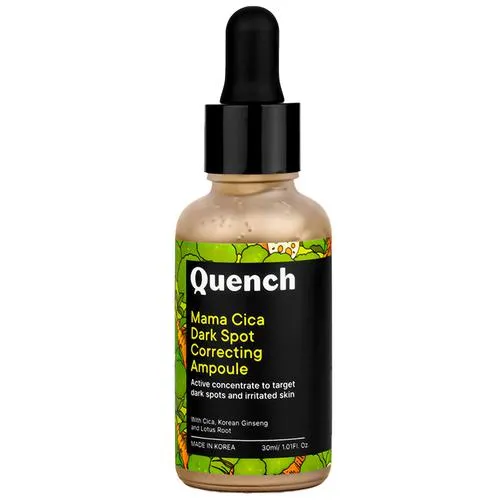 Quench
Mama Cica
Dark Spot
Correcting
Ampoule
Active concentrate to target
dark spots and irritated skin
With Cica, Korean Ginseng
and Lotus Root
MADE IN KOREA 30ml/ 1.01Fl. Oz